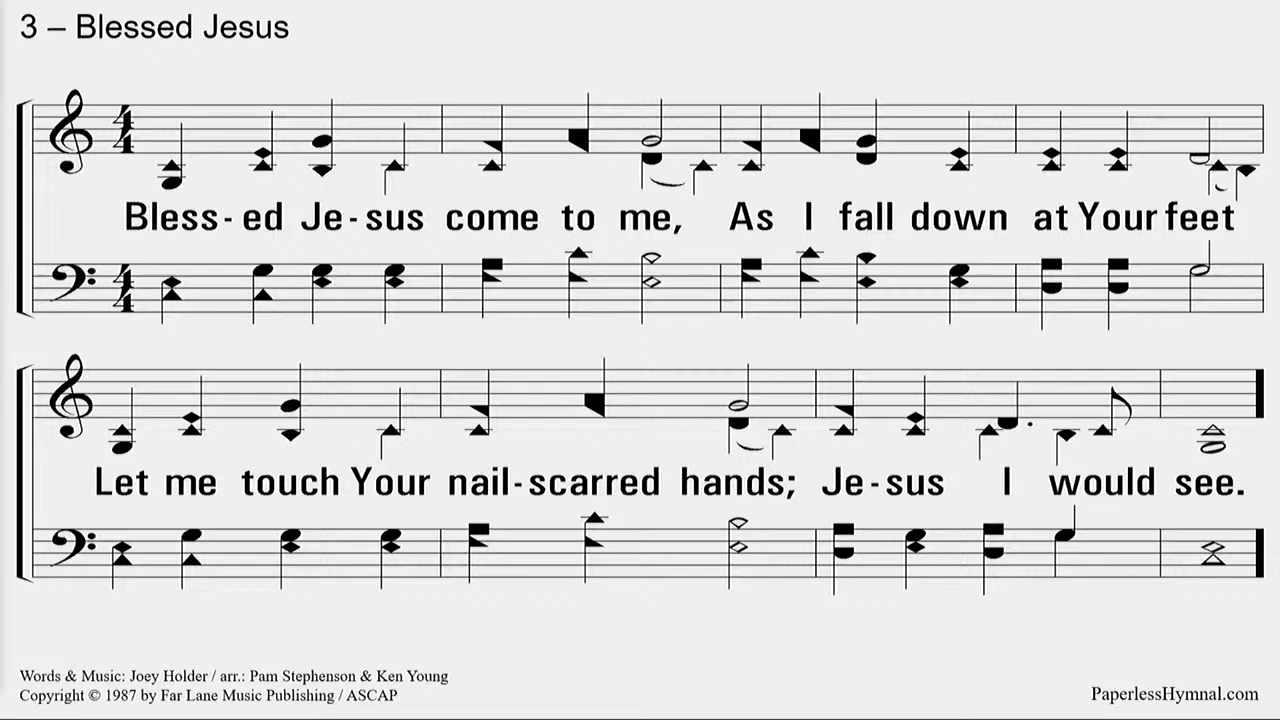 3 – Blessed Jesus
Bless-ed Je-sus come to me, As I fall down at Your feet
Let me touch Your nail-scarred hands; Je-sus I would see.
Words & Music: Joey Holder / arr.: Pam Stephenson & Ken Young
Copyright © 1987 by Far Lane Music Publishing / ASCAP
PaperlessHymnal.com